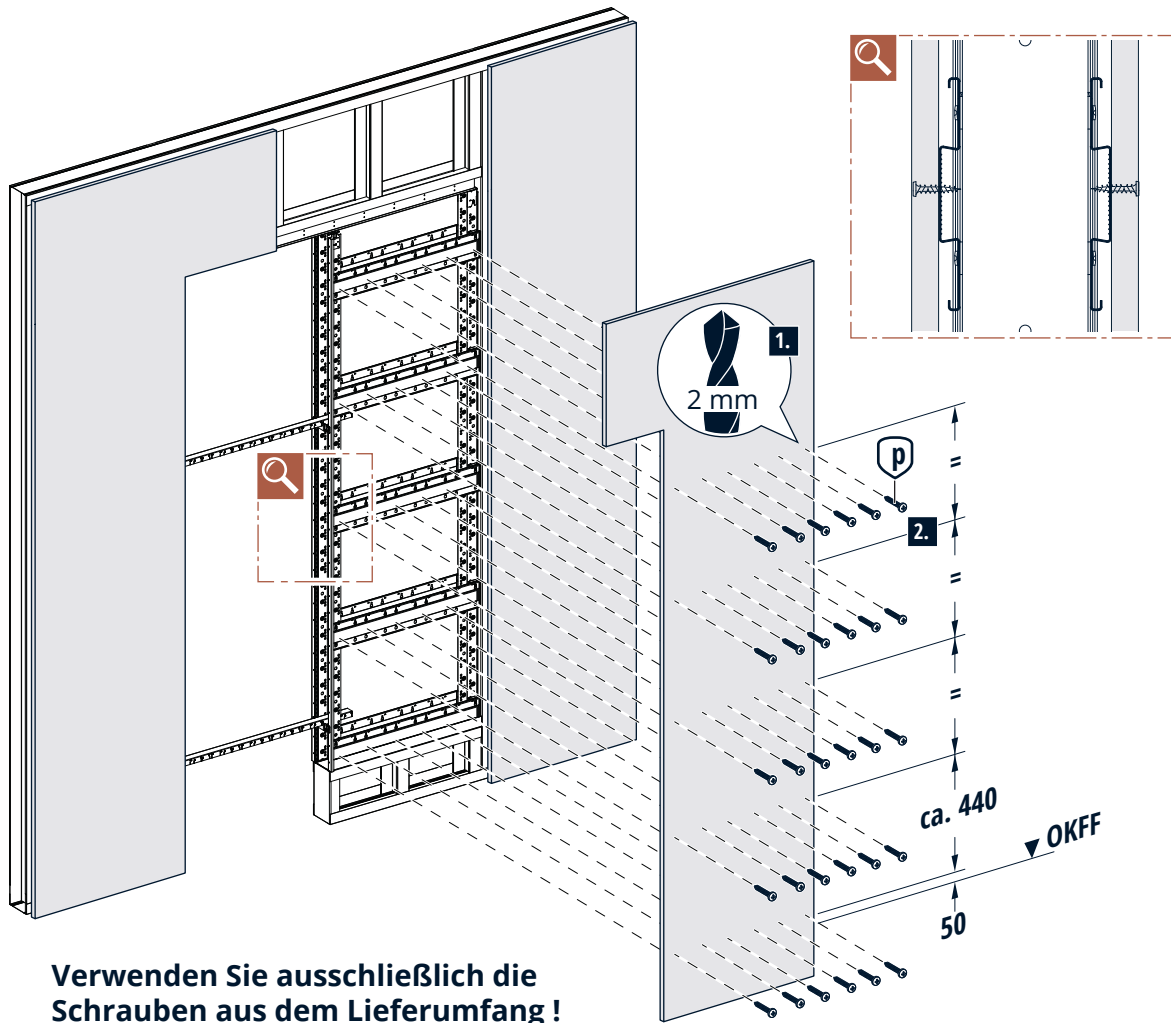 1.
2 mm
p
=
2.
=
=
ca. 440
OKFF
50
Verwenden Sie ausschließlich die
Schrauben aus dem Lieferumfang !